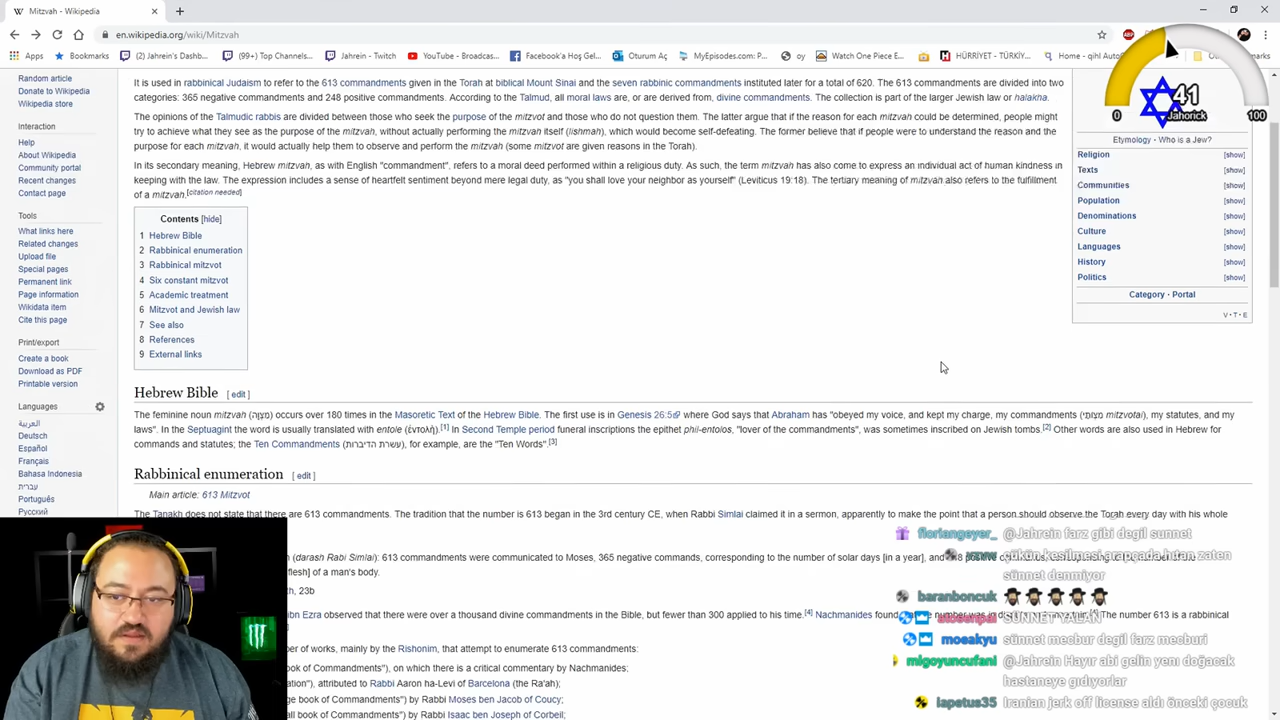 Mitzvah - Wikipedia
en.wikipedia.org/wiki/Mitzvah
Apps
Bookmarks
(2) Jahrein's Dashb...
(99+) Top Channels...
Jahrein - Twitch
YouTube - Broadcas...
Facebook'a Hoş Gel...
Oturum Aç
MyEpisodes.com: P...
oy
Watch One Piece E...
HÜRRİYET - TÜRKİY...
Home - qihl Auto
Random article
Donate to Wikipedia
Wikipedia store
Interaction
Help
About Wikipedia
Community portal
Recent changes
Contact page
Tools
What links here
Related changes
Upload file
Special pages
Permanent link
Page information
Wikidata item
Cite this page
Print/export
Create a book
Download as PDF
Printable version
Languages
العربية
Deutsch
Español
Français
Bahasa Indonesia
עברית
Português
Русский
It is used in rabbinical Judaism to refer to the 613 commandments given in the Torah at biblical Mount Sinai and the seven rabbinic commandments instituted later for a total of 620. The 613 commandments are divided into two
categories: 365 negative commandments and 248 positive commandments. According to the Talmud, all moral laws are, or are derived from, divine commandments. The collection is part of the larger Jewish law or halakha.
The opinions of the Talmudic rabbis are divided between those who seek the purpose of the mitzvot and those who do not question them. The latter argue that if the reason for each mitzvah could be determined, people might
try to achieve what they see as the purpose of the mitzvah, without actually performing the mitzvah itself (lishmah), which would become self-defeating. The former believe that if people were to understand the reason and the
purpose for each mitzvah, it would actually help them to observe and perform the mitzvah (some mitzvot are given reasons in the Torah).
In its secondary meaning, Hebrew mitzvah, as with English "commandment", refers to a moral deed performed within a religious duty. As such, the term mitzvah has also come to express an individual act of human kindness in
keeping with the law. The expression includes a sense of heartfelt sentiment beyond mere legal duty, as "you shall love your neighbor as yourself" (Leviticus 19:18). The tertiary meaning of mitzvah also refers to the fulfillment
of a mitzvah.[citation needed]
Contents [hide]
1 Hebrew Bible
2 Rabbinical enumeration
3 Rabbinical mitzvot
4 Six constant mitzvot
5 Academic treatment
6 Mitzvot and Jewish law
7 See also
8 References
9 External links
41
Jahorick
0
100
Etymology · Who is a Jew?
Religion [show]
Texts [show]
Communities [show]
Population [show]
Denominations [show]
Culture [show]
Languages [show]
History [show]
Politics [show]
Category · Portal
V · T · E
Hebrew Bible [ edit ]
The feminine noun mitzvah (מִצְוָה) occurs over 180 times in the Masoretic Text of the Hebrew Bible. The first use is in Genesis 26:5 where God says that Abraham has "obeyed my voice, and kept my charge, my commandments (מִצְוֹתַי mitzvotai), my statutes, and my
laws". In the Septuagint the word is usually translated with entole (ἐντολὴ).[1] In Second Temple period funeral inscriptions the epithet phil-entolos, "lover of the commandments", was sometimes inscribed on Jewish tombs.[2] Other words are also used in Hebrew for
commands and statutes; the Ten Commandments (עשרת הדיברות), for example, are the "Ten Words".[3]
Rabbinical enumeration [ edit ]
Main article: 613 Mitzvot
The Tanakh does not state that there are 613 commandments. The tradition that the number is 613 began in the 3rd century CE, when Rabbi Simlai claimed it in a sermon, apparently to make the point that a person should observe the Torah every day with his whole
(darash Rabi Simlai): 613 commandments were communicated to Moses, 365 negative commands, corresponding to the number of solar days [in a year], and
flesh] of a man's body.
23b
Ibn Ezra observed that there were over a thousand divine commandments in the Bible, but fewer than 300 applied to his time.[4] Nachmanides The number 613 is a rabbinical
of works, mainly by the Rishonim, that attempt to enumerate 613 commandments:
of Commandments") on which there is a critical commentary by Nachmanides;
attributed to Rabbi Aaron ha-Levi of Barcelona (the Ra'ah);
book of Commandments") by Rabbi Moses ben Jacob of Coucy;
book of Commandments") by Rabbi Isaac ben Joseph of Corbeil;
floriangeyer_ @Jahrein farz gibi degil sunnet
kesilmesi arapçada hıtan zaten
sünnet denmiyor
baranboncuk
SÜNNET YALAN
moeakyu sünnet mecbur degil farz mecburi
migoyuncufani @Jahrein Hayır abi gelin yeni doğacak
hastaneye gidiyorlar
iapetus35 Iranian jerk off license aldı önceki çocuk